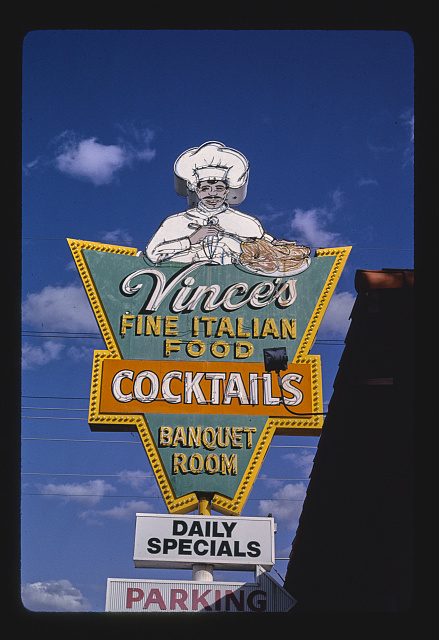 Vince's
FINE ITALIAN
FOOD
COCKTAILS
BANQUET
ROOM
DAILY
SPECIALS
PARKING